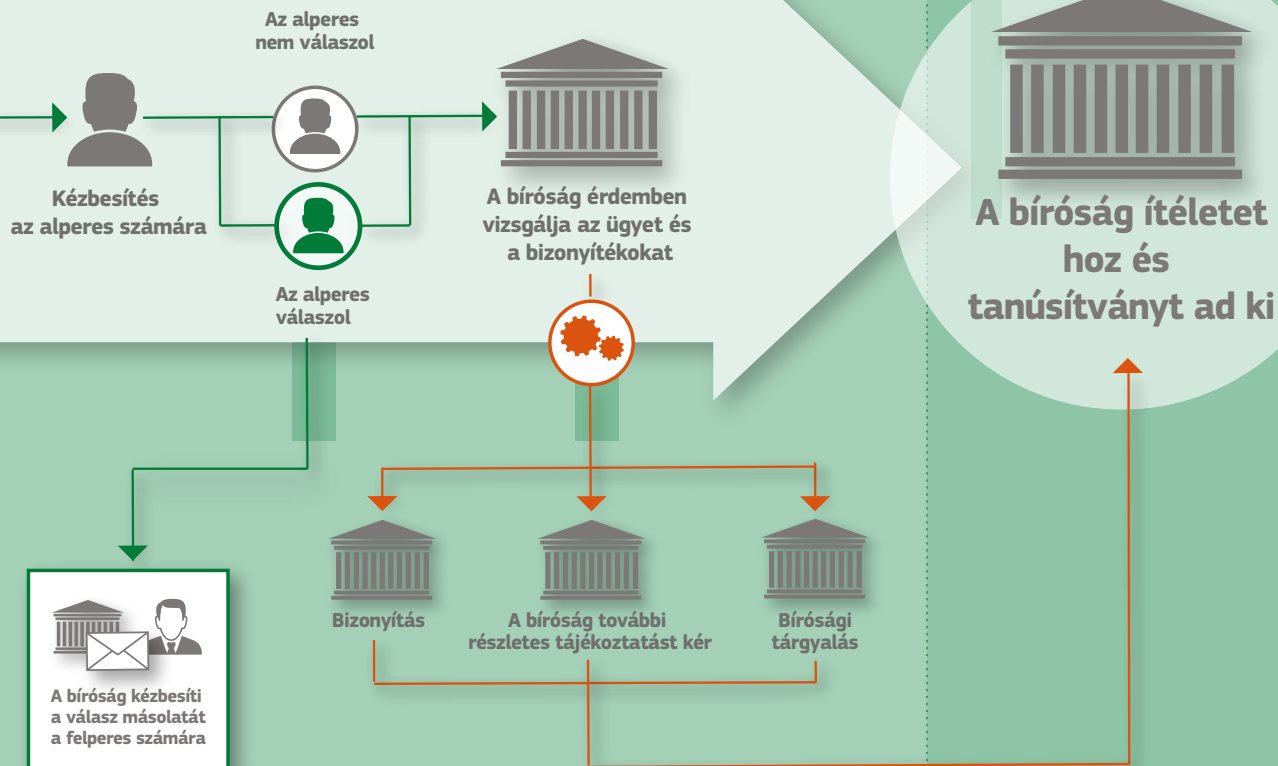 Az alperes
nem válaszol
Kézbesítés
az alperes számára
A bíróság érdemben
vizsgálja az ügyet és
a bizonyítékokat
A bíróság ítéletet
hoz és
tanúsítványt ad ki
Az alperes
válaszol
Bizonyítás
A bíróság további
részletes tájékoztatást kér
Bírósági
tárgyalás
A bíróság kézbesíti
a válasz másolatát
a felperes számára